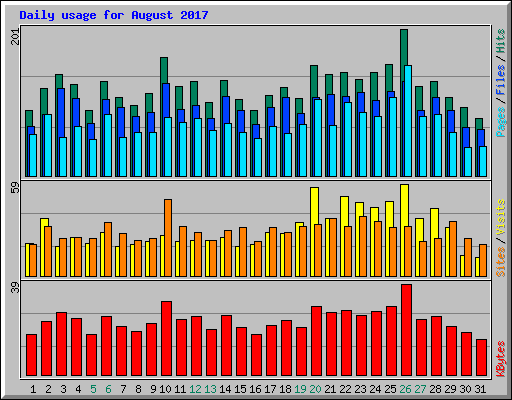 Daily usage for August 2017
201
Pages / Files / Hits
59
Sites / Visits
39
KBytes
1 2 3 4 5 6 7 8 9 10 11 12 13 14 15 16 17 18 19 20 21 22 23 24 25 26 27 28 29 30 31